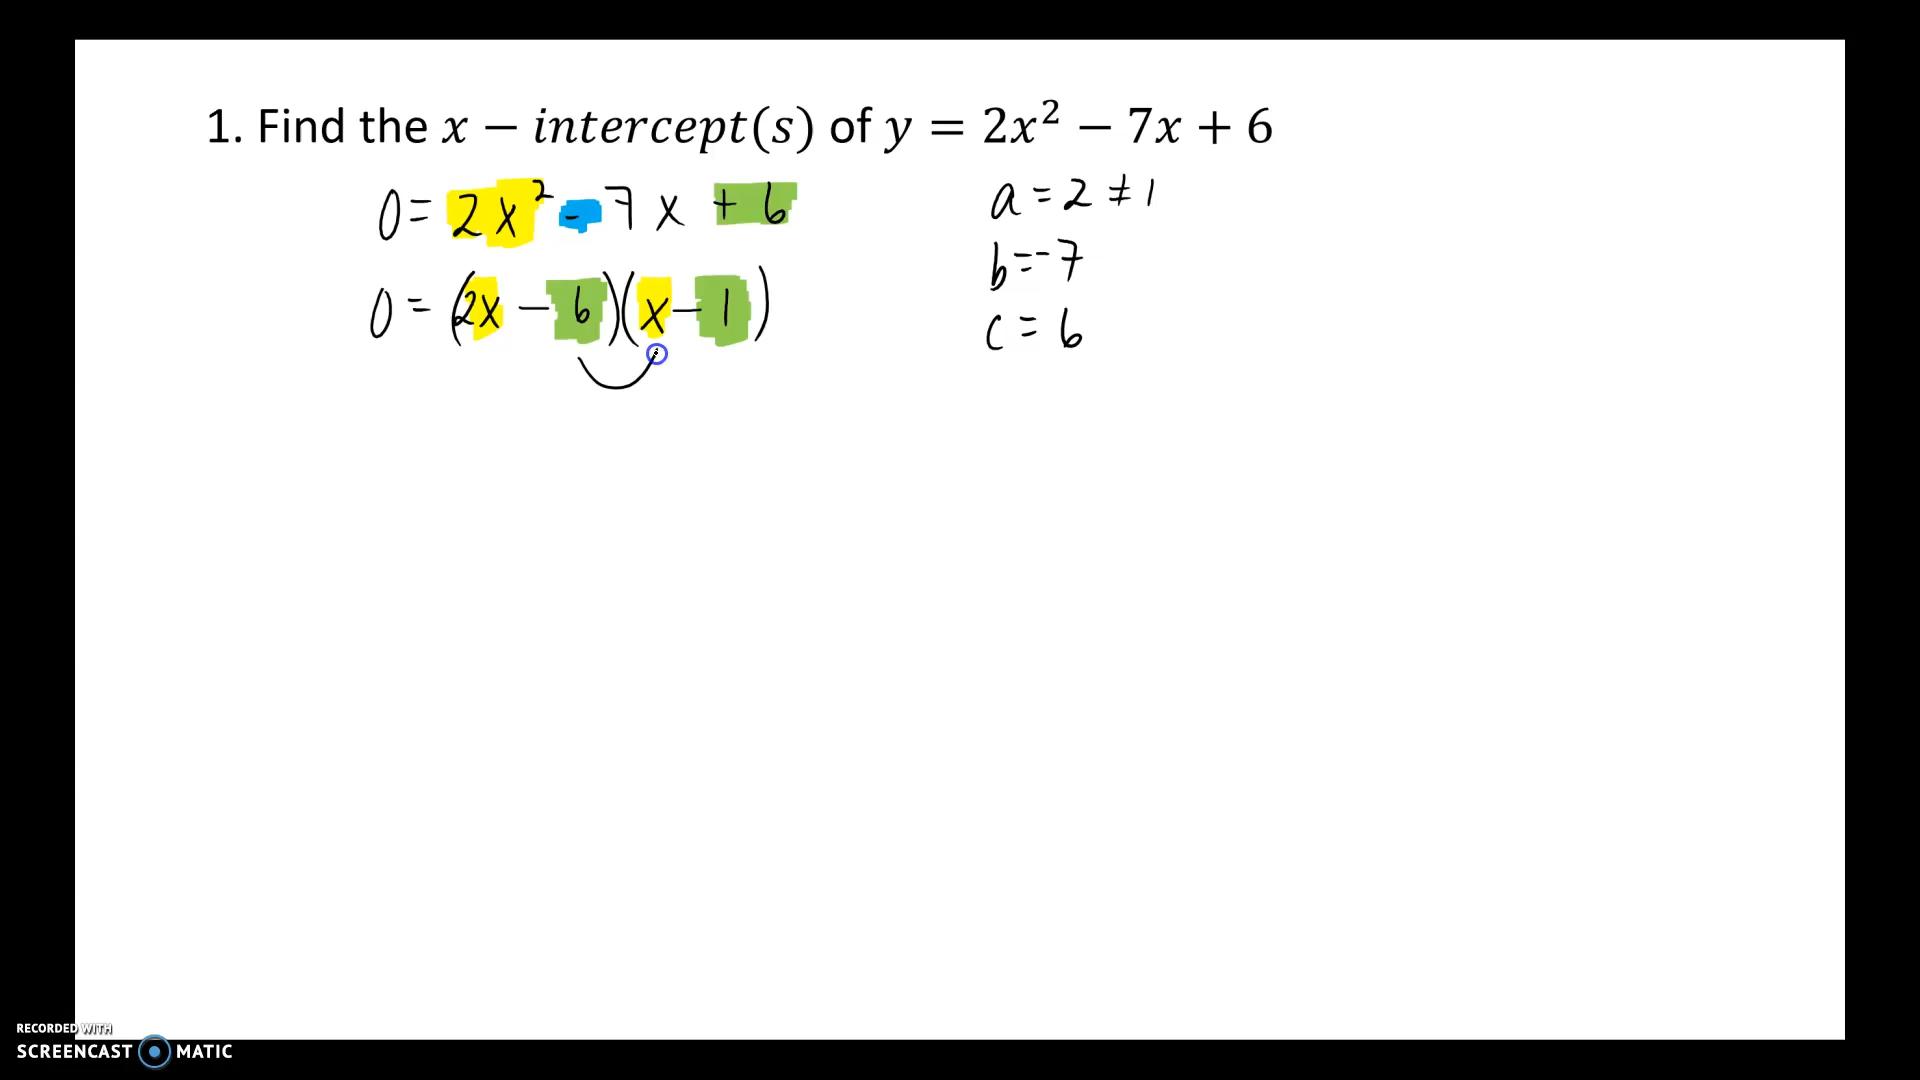 1. Find the x − intercept(s) of y = 2x² − 7x + 6
0 = 2x² - 7x + 6
0 = (2x − 6)(x − 1)
a = 2 ≠ 1
b = -7
c = 6
RECORDED WITH
SCREENCAST MATIC